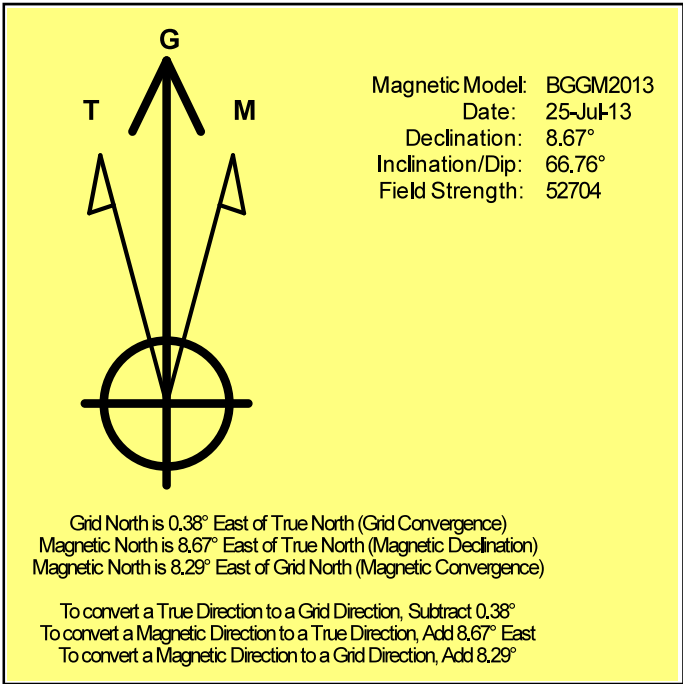 G
T
M
Magnetic Model: BGGM2013
Date: 25-Jul-13
Declination: 8.67°
Inclination/Dip: 66.76°
Field Strength: 52704
Grid North is 0.38° East of True North (Grid Convergence)
Magnetic North is 8.67° East of True North (Magnetic Declination)
Magnetic North is 8.29° East of Grid North (Magnetic Convergence)
To convert a True Direction to a Grid Direction, Subtract 0.38°
To convert a Magnetic Direction to a True Direction, Add 8.67° East
To convert a Magnetic Direction to a Grid Direction, Add 8.29°